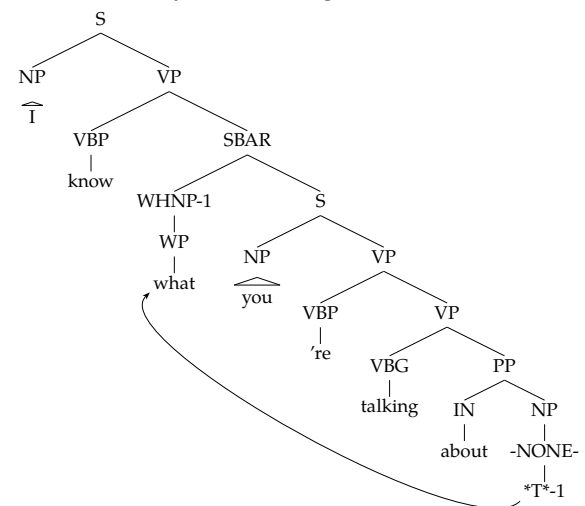 S
NP VP
I
VBP SBAR
know
WHNP-1 S
WP
NP VP
what
you
VBP VP
're
VBG PP
talking
IN NP
about -NONE-
*T*-1